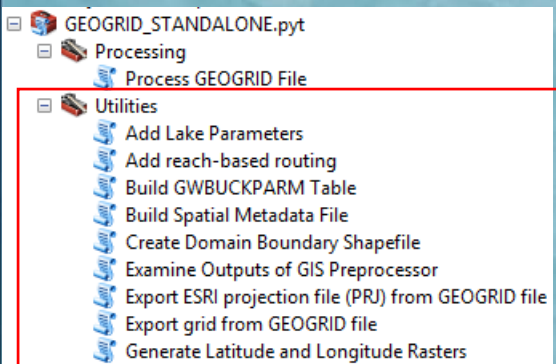 GEOGRID_STANDALONE.pyt
Processing
Process GEOGRID File
Utilities
Add Lake Parameters
Add reach-based routing
Build GWBUCKPARM Table
Build Spatial Metadata File
Create Domain Boundary Shapefile
Examine Outputs of GIS Preprocessor
Export ESRI projection file (PRJ) from GEOGRID file
Export grid from GEOGRID file
Generate Latitude and Longitude Rasters